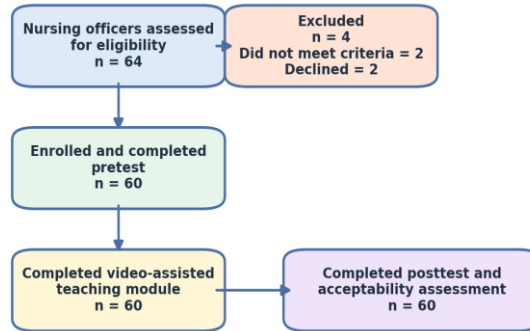 Nursing officers assessed
for eligibility
n = 64
Excluded
n = 4
Did not meet criteria = 2
Declined = 2
Enrolled and completed
pretest
n = 60
Completed video-assisted
teaching module
n = 60
Completed posttest and
acceptability assessment
n = 60